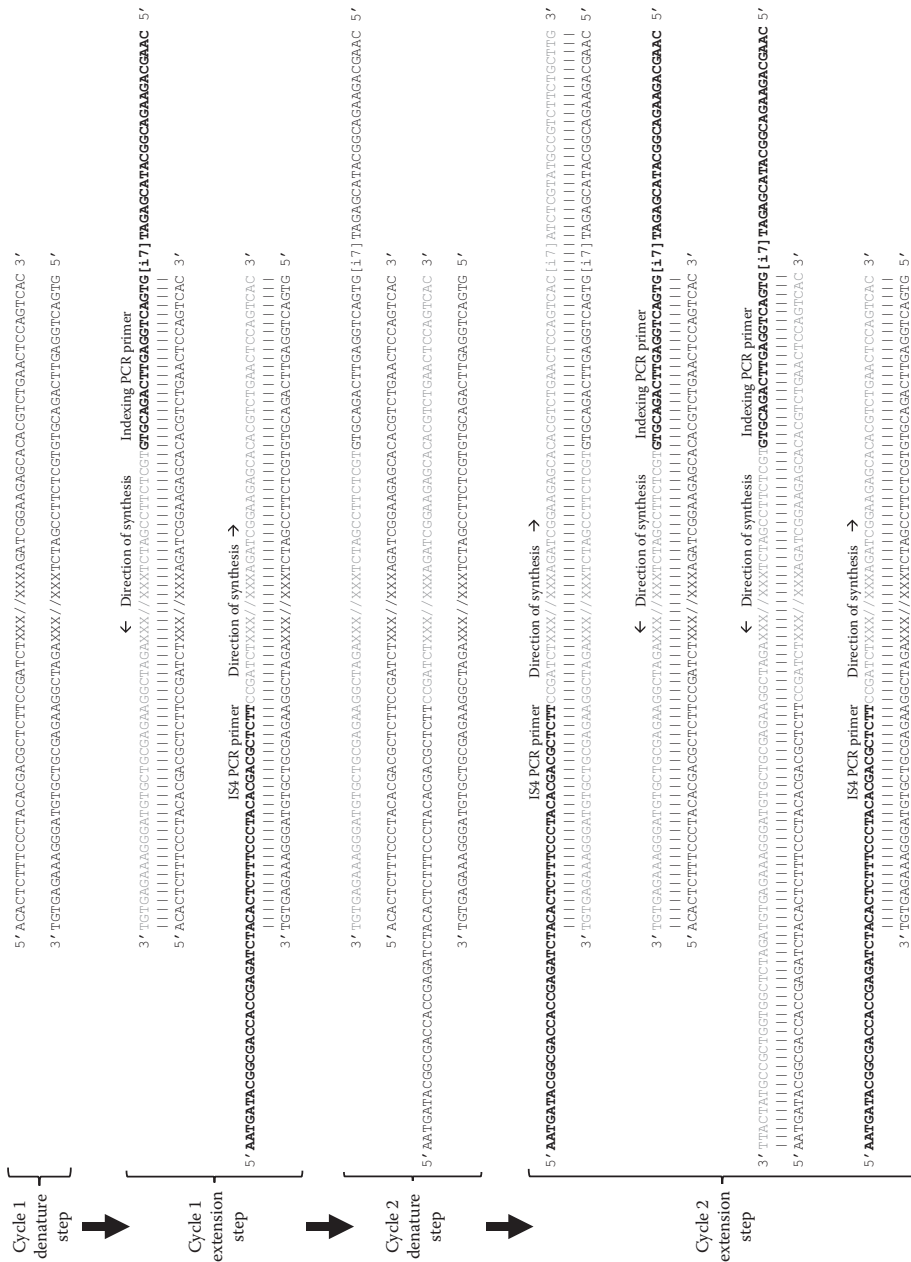 Cycle 1
denature
step
5′ ACACTCTTTCCCTACACGACGCTCTTCCGATCTXXX//XXXAGATCGGAAGAGCACACGTCTGAACTCCAGTCAC 3′
3′ TGTGAGAAAGGGATGTGCTGCGAGAAGGCTAGAXXX//XXXTCTAGCCTTCTCGTGTGCAGACTTGAGGTCAGTG 5′
Cycle 1
extension
step
← Direction of synthesis Indexing PCR primer
3′ TGTGAGAAAGGGATGTGCTGCGAGAAGGCTAGAXXX//XXXTCTAGCCTTCTCGTGTGCAGACTTGAGGTCAGTG[i7]TAGAGCATACGGCAGAAGACGAAC 5′
5′ ACACTCTTTCCCTACACGACGCTCTTCCGATCTXXX//XXXAGATCGGAAGAGCACACGTCTGAACTCCAGTCAC 3′
IS4 PCR primer Direction of synthesis →
5′ AATGATACGGCGACCACCGAGATCTACACTCTTTCCCTACACGACGCTCTTCCGATCTXXX//XXXAGATCGGAAGAGCACACGTCTGAACTCCAGTCAC 3′
3′ TGTGAGAAAGGGATGTGCTGCGAGAAGGCTAGAXXX//XXXTCTAGCCTTCTCGTGTGCAGACTTGAGGTCAGTG 5′
Cycle 2
denature
step
3′ TGTGAGAAAGGGATGTGCTGCGAGAAGGCTAGAXXX//XXXTCTAGCCTTCTCGTGTGCAGACTTGAGGTCAGTG[i7]TAGAGCATACGGCAGAAGACGAAC 5′
5′ ACACTCTTTCCCTACACGACGCTCTTCCGATCTXXX//XXXAGATCGGAAGAGCACACGTCTGAACTCCAGTCAC 3′
5′ AATGATACGGCGACCACCGAGATCTACACTCTTTCCCTACACGACGCTCTTCCGATCTXXX//XXXAGATCGGAAGAGCACACGTCTGAACTCCAGTCAC 3′
3′ TGTGAGAAAGGGATGTGCTGCGAGAAGGCTAGAXXX//XXXTCTAGCCTTCTCGTGTGCAGACTTGAGGTCAGTG 5′
Cycle 2
extension
step
IS4 PCR primer Direction of synthesis →
5′ AATGATACGGCGACCACCGAGATCTACACTCTTTCCCTACACGACGCTCTTCCGATCTXXX//XXXAGATCGGAAGAGCACACGTCTGAACTCCAGTCAC[i7]ATCTCGTATGCCGTCTTCTGCTTG 3′
3′ TGTGAGAAAGGGATGTGCTGCGAGAAGGCTAGAXXX//XXXTCTAGCCTTCTCGTGTGCAGACTTGAGGTCAGTG[i7]TAGAGCATACGGCAGAAGACGAAC 5′
← Direction of synthesis Indexing PCR primer
3′ TGTGAGAAAGGGATGTGCTGCGAGAAGGCTAGAXXX//XXXTCTAGCCTTCTCGTGTGCAGACTTGAGGTCAGTG[i7]TAGAGCATACGGCAGAAGACGAAC 5′
5′ ACACTCTTTCCCTACACGACGCTCTTCCGATCTXXX//XXXAGATCGGAAGAGCACACGTCTGAACTCCAGTCAC 3′
← Direction of synthesis Indexing PCR primer
3′ TTACTATGCCGCTGGTGGCTCTAGATGTGAGAAAGGGATGTGCTGCGAGAAGGCTAGAXXX//XXXTCTAGCCTTCTCGTGTGCAGACTTGAGGTCAGTG[i7]TAGAGCATACGGCAGAAGACGAAC 5′
5′ AATGATACGGCGACCACCGAGATCTACACTCTTTCCCTACACGACGCTCTTCCGATCTXXX//XXXAGATCGGAAGAGCACACGTCTGAACTCCAGTCAC 3′
IS4 PCR primer Direction of synthesis →
5′ AATGATACGGCGACCACCGAGATCTACACTCTTTCCCTACACGACGCTCTTCCGATCTXXX//XXXAGATCGGAAGAGCACACGTCTGAACTCCAGTCAC 3′
3′ TGTGAGAAAGGGATGTGCTGCGAGAAGGCTAGAXXX//XXXTCTAGCCTTCTCGTGTGCAGACTTGAGGTCAGTG 5′